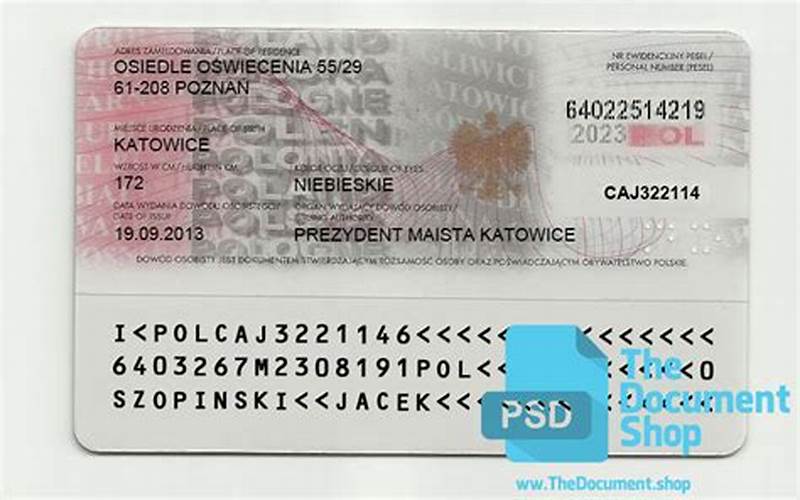 ADRES ZAMELDOWANIA / PLACE OF RESIDENCE
OSIEDLE OŚWIECENIA 55/29
61-208 POZNAŃ
NR EWIDENCYJNY PESEL /
PERSONAL NUMBER (PESEL)
64022514219
2023 POL
MIEJSCE URODZENIA / PLACE OF BIRTH
KATOWICE
WZROST W CM / HEIGHT IN CM
172
KOLOR OCZU / COLOUR OF EYES
NIEBIESKIE
CAJ322114
DATA WYDANIA DOWODU OSOBISTEGO /
DATE OF ISSUE
19.09.2013
ORGAN WYDAJĄCY DOWÓD OSOBISTY /
ISSUING AUTHORITY
PREZYDENT MAISTA KATOWICE
DOWÓD OSOBISTY JEST DOKUMENTEM STWIERDZAJĄCYM TOŻSAMOŚĆ OSOBY ORAZ POŚWIADCZAJĄCYM OBYWATELSTWO POLSKIE.
I<POLCAJ3221146<<<<< <<<<<<<
6403267M2308191POL<< <<<<O
SZOPINSKI<<JACEK<<
PSD
The
Document
Shop
www.TheDocument.shop